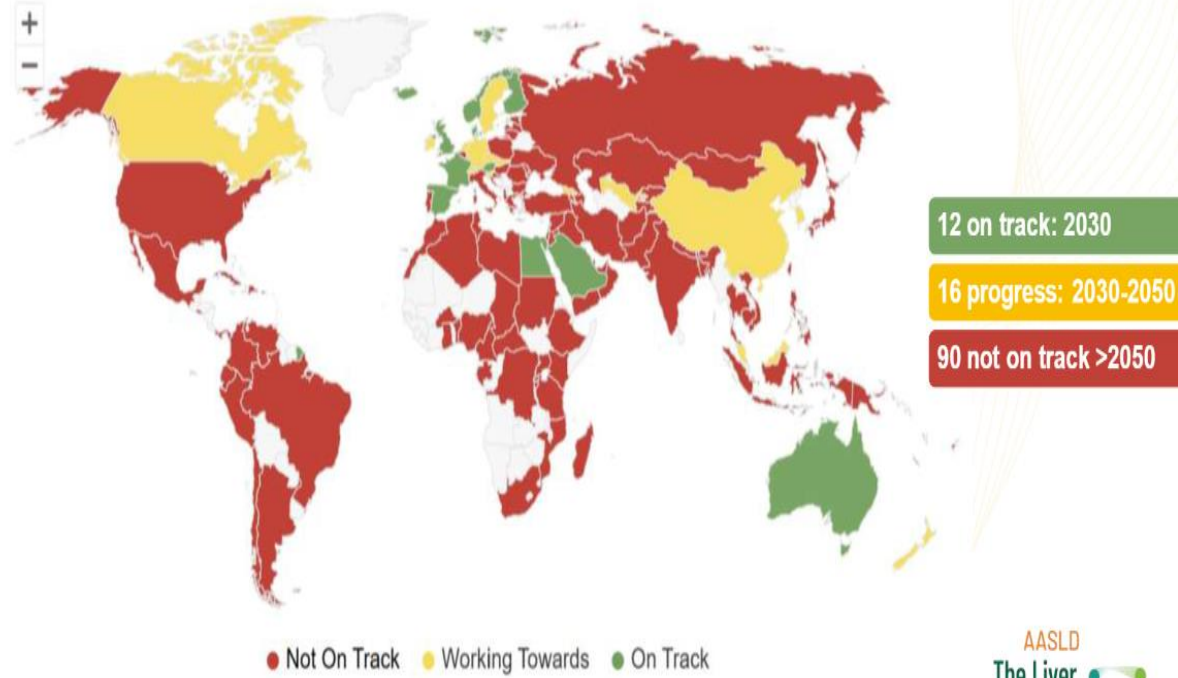 +
−
12 on track: 2030
16 progress: 2030-2050
90 not on track >2050
Not On Track Working Towards On Track
AASLD
The Liver